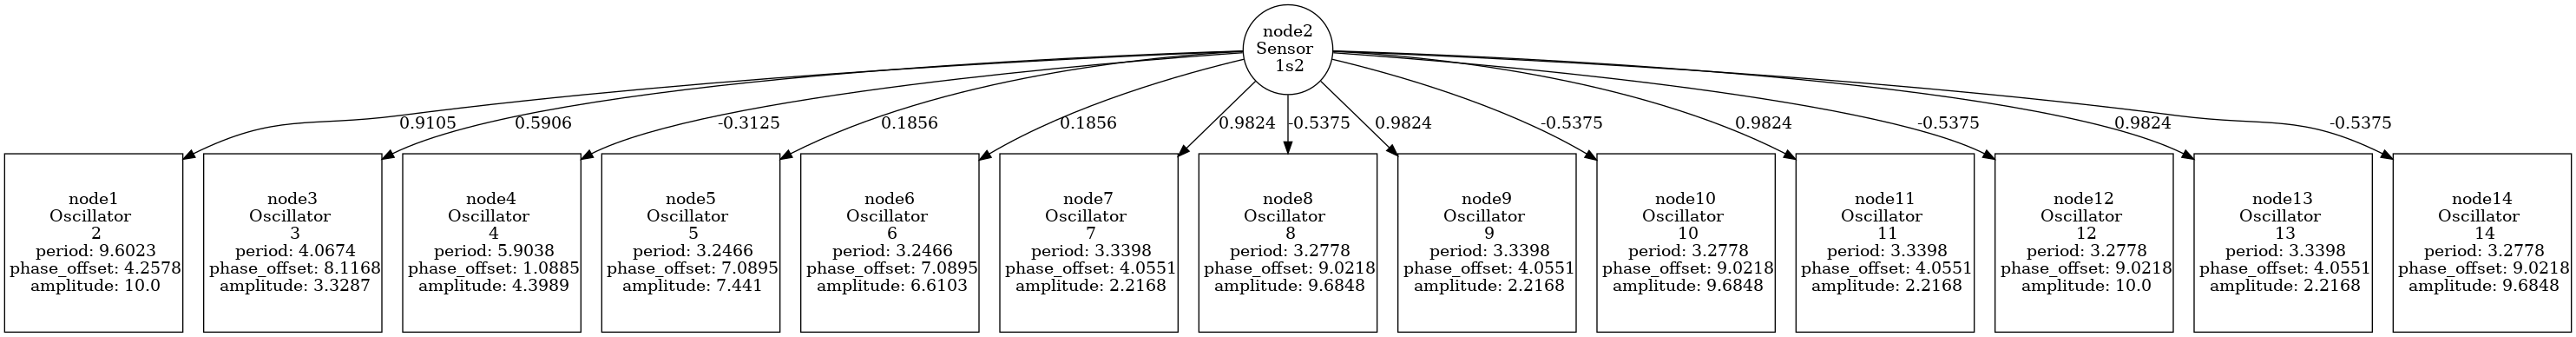 node2
Sensor
1s2
0.9105
0.5906
-0.3125
0.1856
0.1856
0.9824
-0.5375
0.9824
-0.5375
0.9824
-0.5375
0.9824
-0.5375
node1
Oscillator
2
period: 9.6023
phase_offset: 4.2578
amplitude: 10.0
node3
Oscillator
3
period: 4.0674
phase_offset: 8.1168
amplitude: 3.3287
node4
Oscillator
4
period: 5.9038
phase_offset: 1.0885
amplitude: 4.3989
node5
Oscillator
5
period: 3.2466
phase_offset: 7.0895
amplitude: 7.441
node6
Oscillator
6
period: 3.2466
phase_offset: 7.0895
amplitude: 6.6103
node7
Oscillator
7
period: 3.3398
phase_offset: 4.0551
amplitude: 2.2168
node8
Oscillator
8
period: 3.2778
phase_offset: 9.0218
amplitude: 9.6848
node9
Oscillator
9
period: 3.3398
phase_offset: 4.0551
amplitude: 2.2168
node10
Oscillator
10
period: 3.2778
phase_offset: 9.0218
amplitude: 9.6848
node11
Oscillator
11
period: 3.3398
phase_offset: 4.0551
amplitude: 2.2168
node12
Oscillator
12
period: 3.2778
phase_offset: 9.0218
amplitude: 10.0
node13
Oscillator
13
period: 3.3398
phase_offset: 4.0551
amplitude: 2.2168
node14
Oscillator
14
period: 3.2778
phase_offset: 9.0218
amplitude: 9.6848